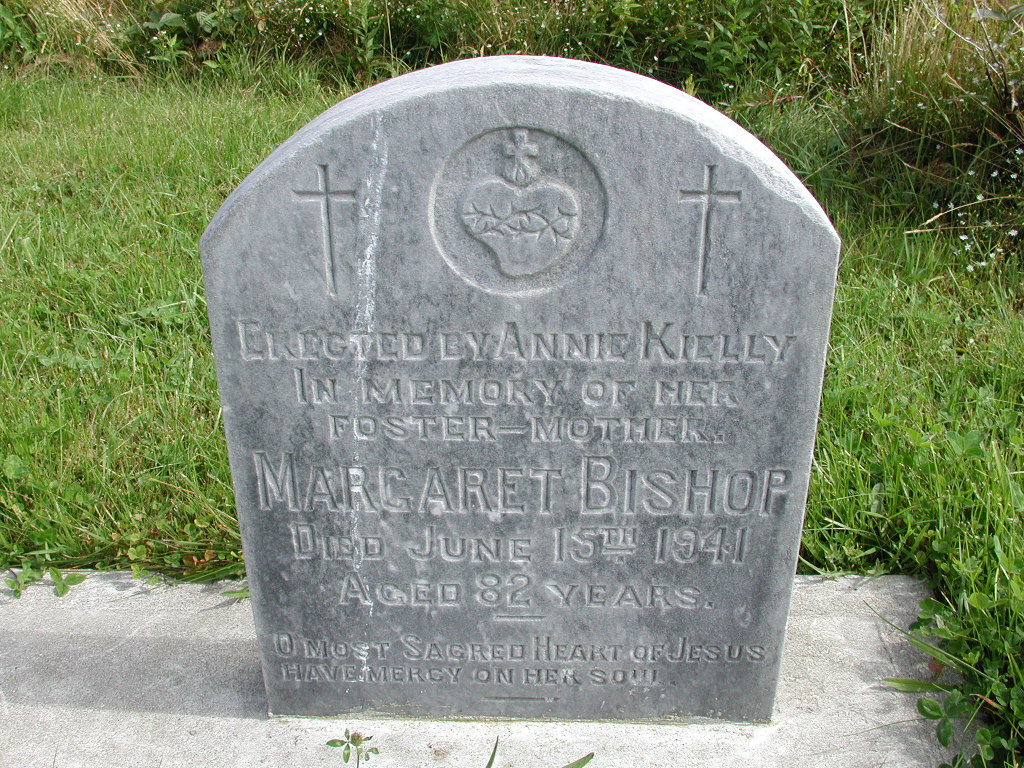 ERECTED BY ANNIE KIELLY
IN MEMORY OF HER
FOSTER-MOTHER.
MARGARET BISHOP
DIED JUNE 15TH 1941
AGED 82 YEARS.
O MOST SACRED HEART OF JESUS
HAVE MERCY ON HER SOUL.